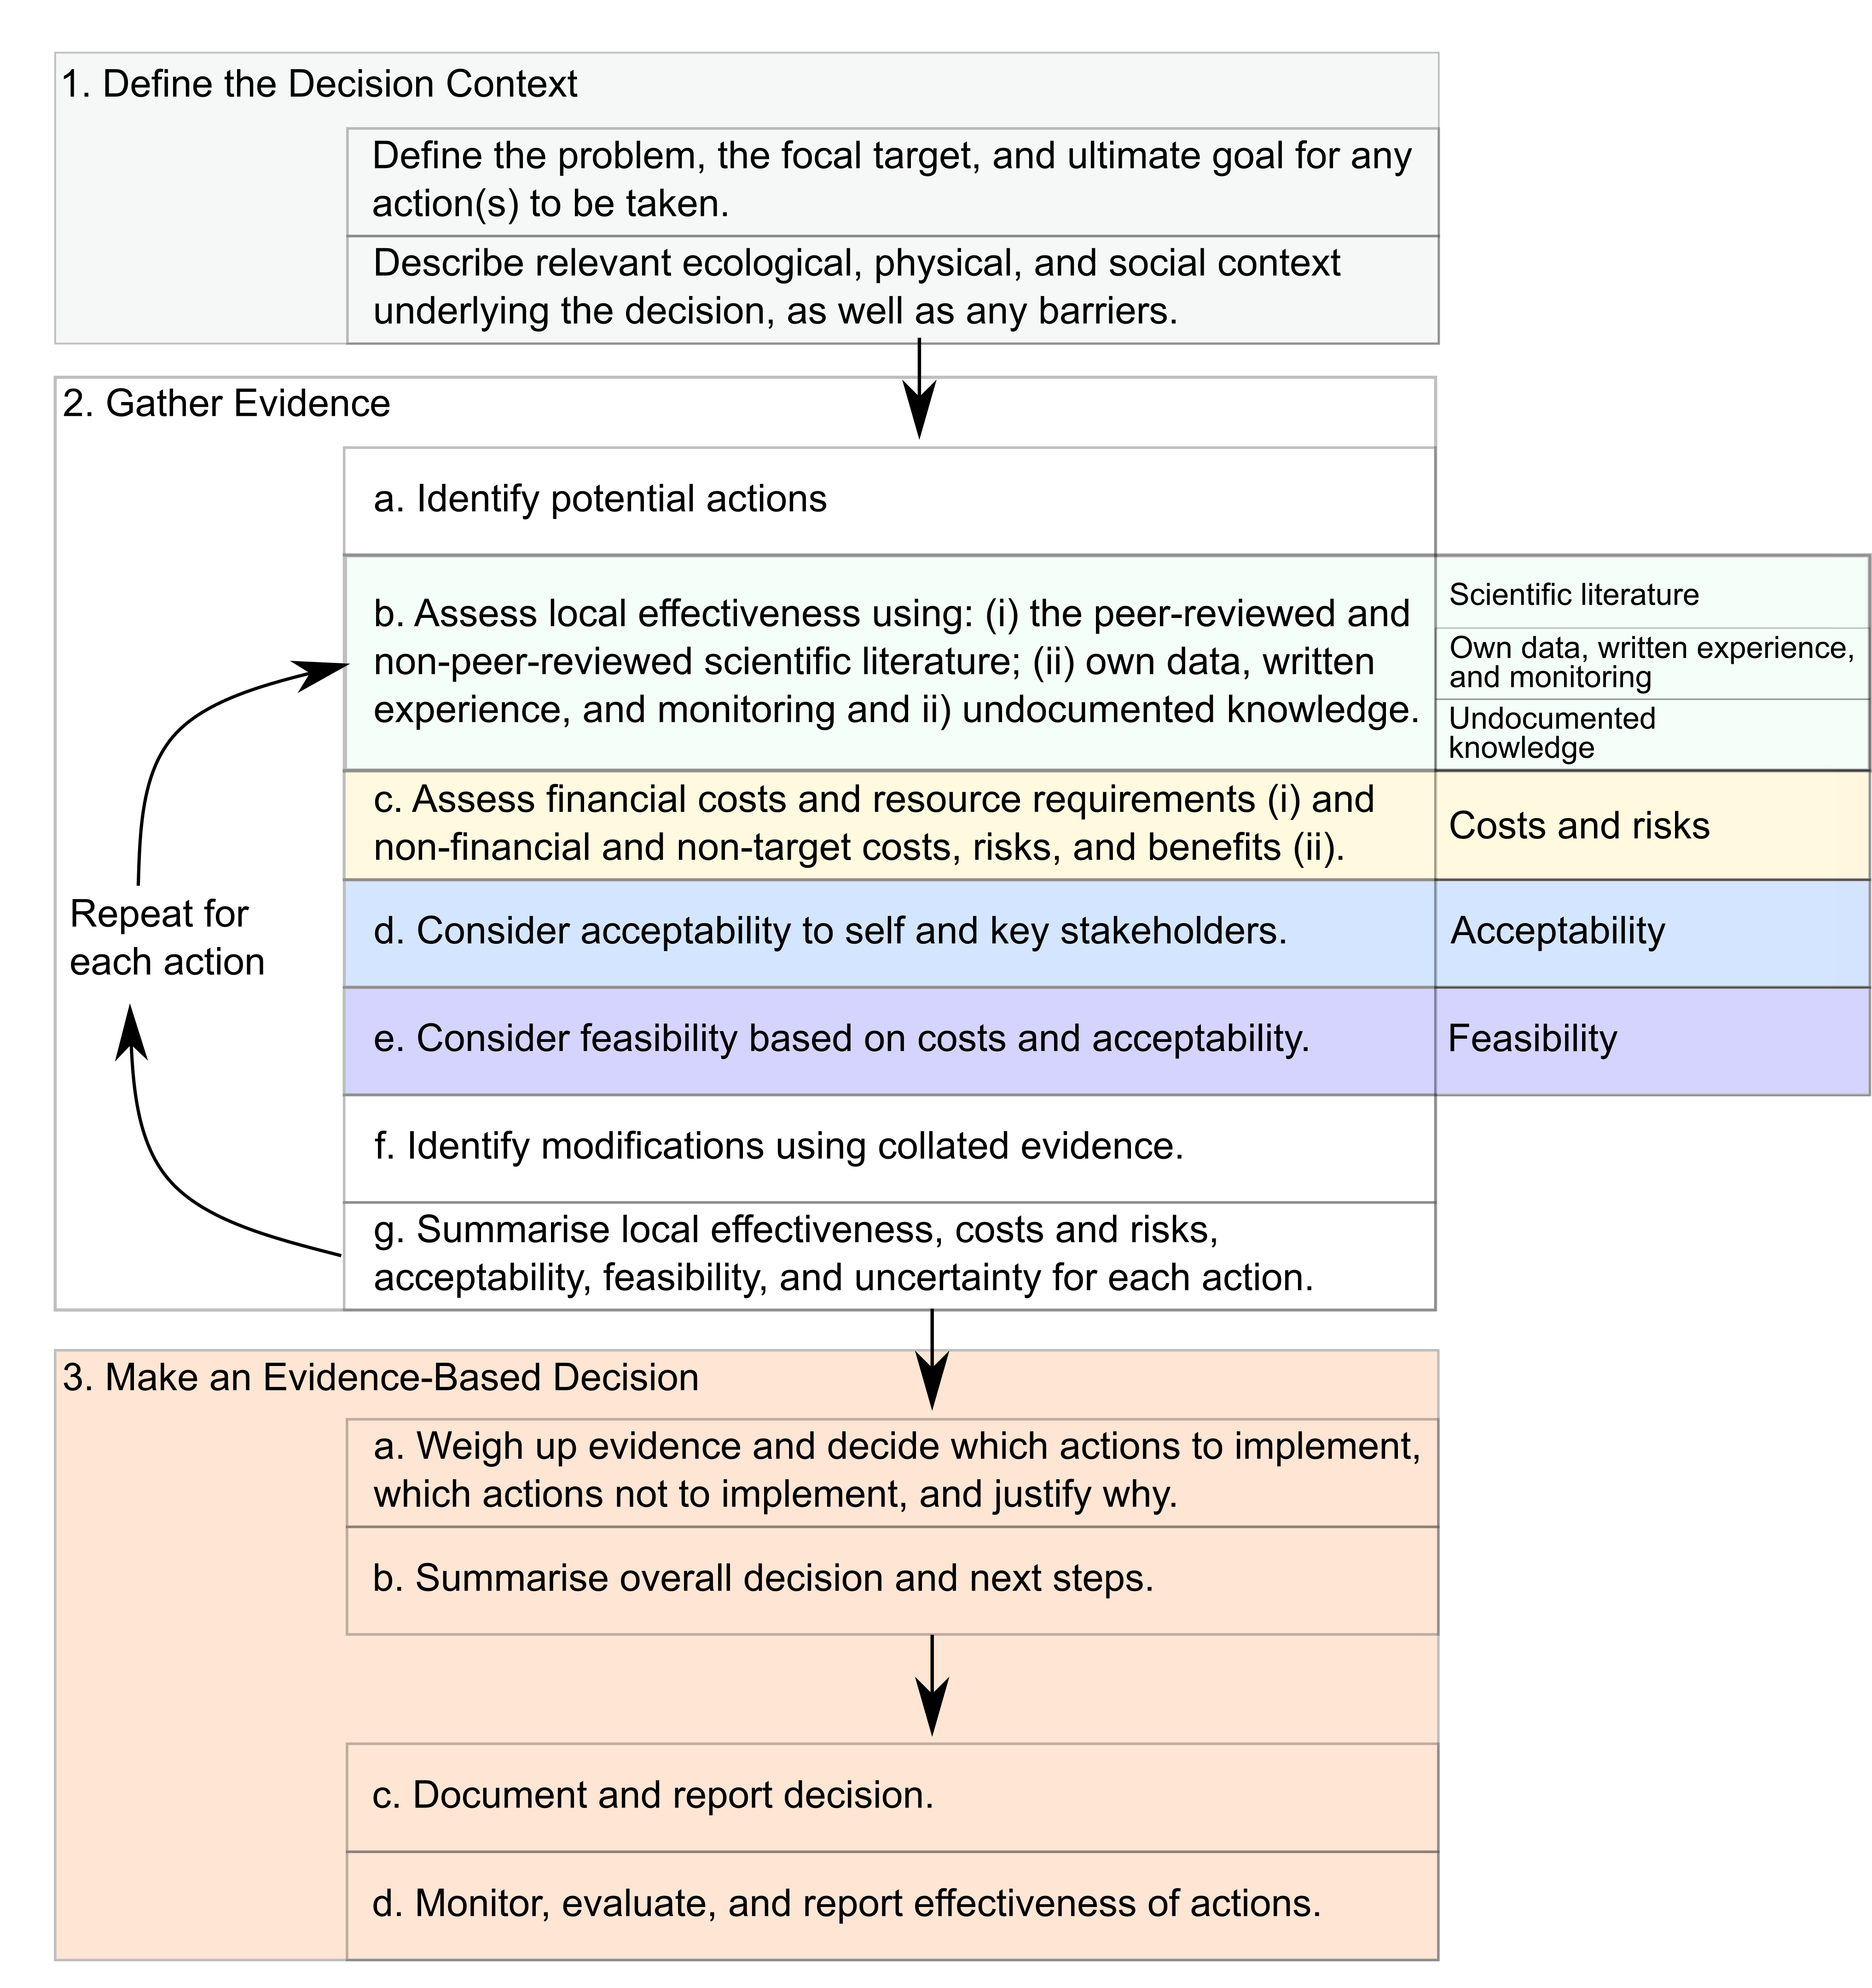 1. Define the Decision Context
Define the problem, the focal target, and ultimate goal for any
action(s) to be taken.
Describe relevant ecological, physical, and social context
underlying the decision, as well as any barriers.
2. Gather Evidence
a. Identify potential actions
b. Assess local effectiveness using: (i) the peer-reviewed and
non-peer-reviewed scientific literature; (ii) own data, written
experience, and monitoring and ii) undocumented knowledge.
Scientific literature
Own data, written experience,
and monitoring
Undocumented
knowledge
c. Assess financial costs and resource requirements (i) and
non-financial and non-target costs, risks, and benefits (ii).
Costs and risks
d. Consider acceptability to self and key stakeholders.
Acceptability
e. Consider feasibility based on costs and acceptability.
Feasibility
f. Identify modifications using collated evidence.
g. Summarise local effectiveness, costs and risks,
acceptability, feasibility, and uncertainty for each action.
Repeat for
each action
3. Make an Evidence-Based Decision
a. Weigh up evidence and decide which actions to implement,
which actions not to implement, and justify why.
b. Summarise overall decision and next steps.
c. Document and report decision.
d. Monitor, evaluate, and report effectiveness of actions.